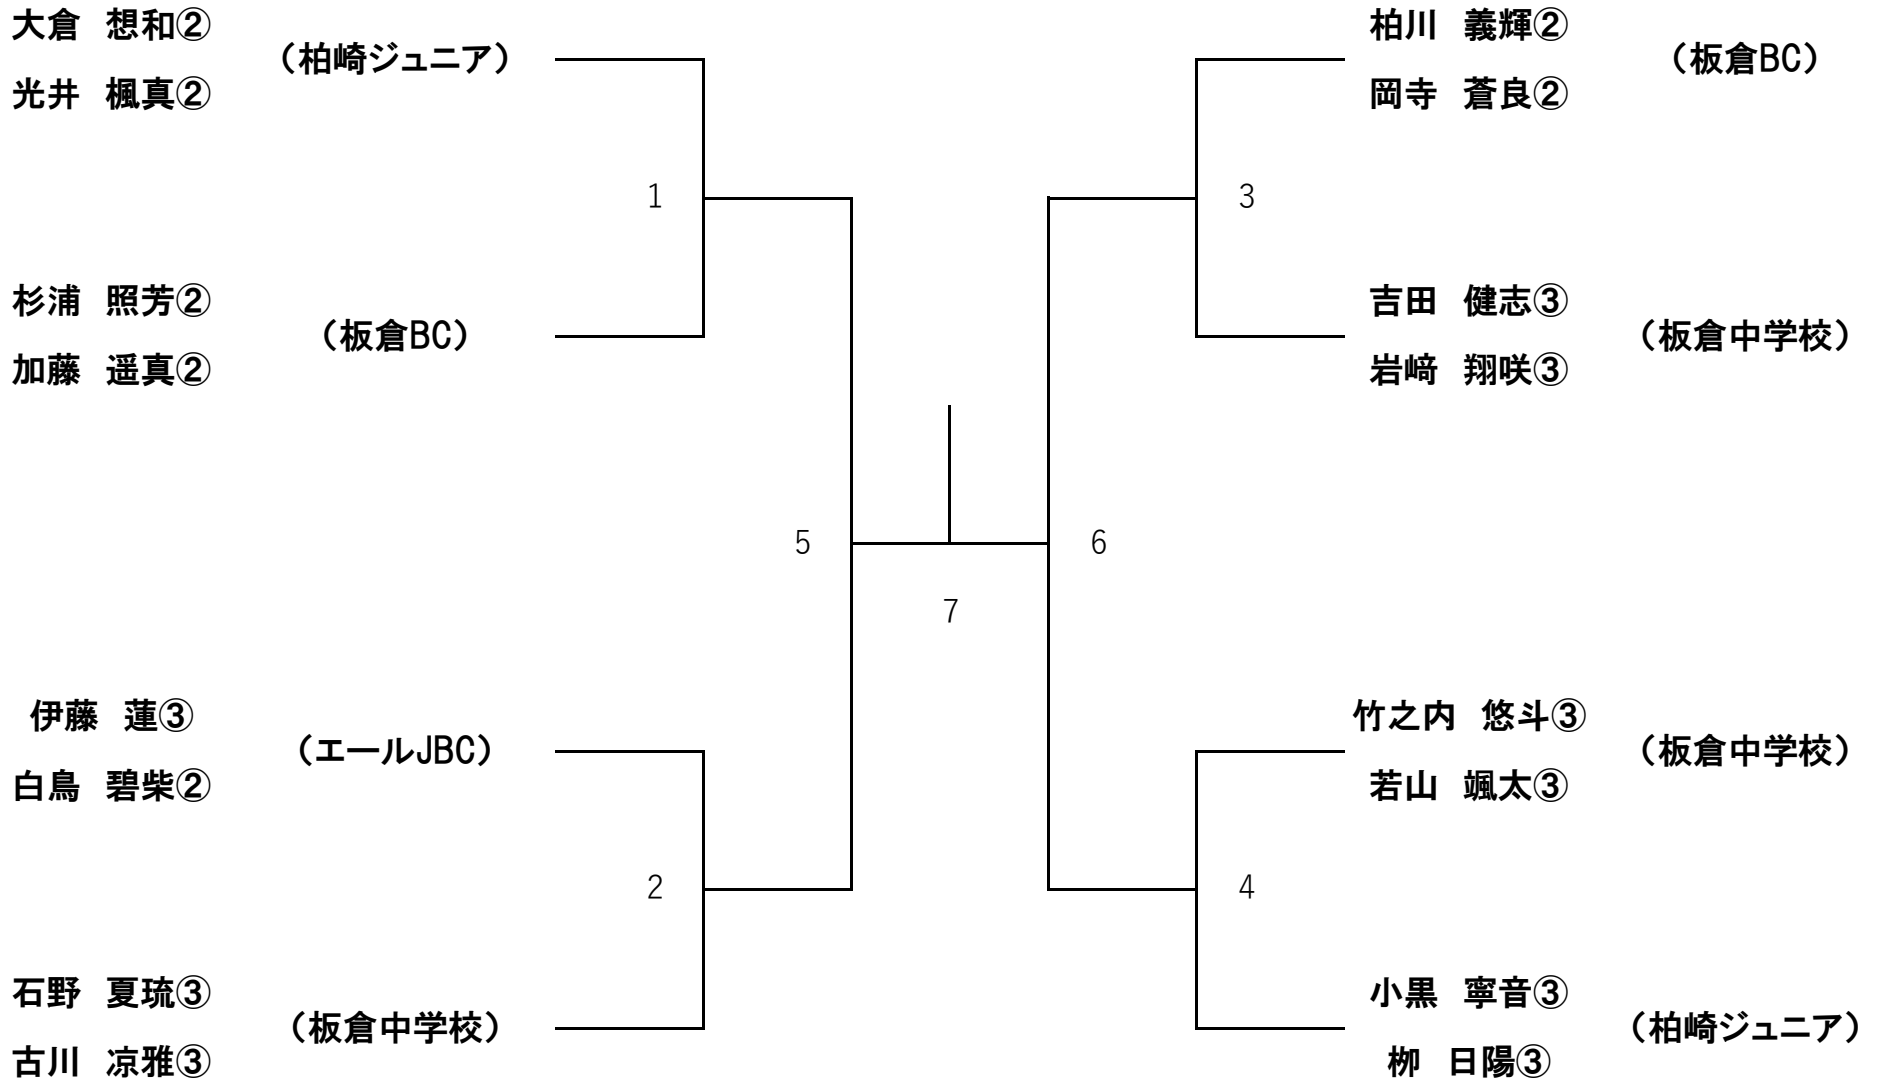 大倉　想和②
（柏崎ジュニア）
光井　楓真②
1
杉浦　照芳②
（板倉BC）
加藤　遥真②
5
伊藤　蓮③
（エールJBC）
白鳥　碧柴②
2
石野　夏琉③
（板倉中学校）
古川　凉雅③
7
柏川　義輝②
（板倉BC）
岡寺　蒼良②
3
吉田　健志③
（板倉中学校）
岩﨑　翔咲③
6
竹之内　悠斗③
（板倉中学校）
若山　颯太③
4
小黒　寧音③
（柏崎ジュニア）
栁　日陽③